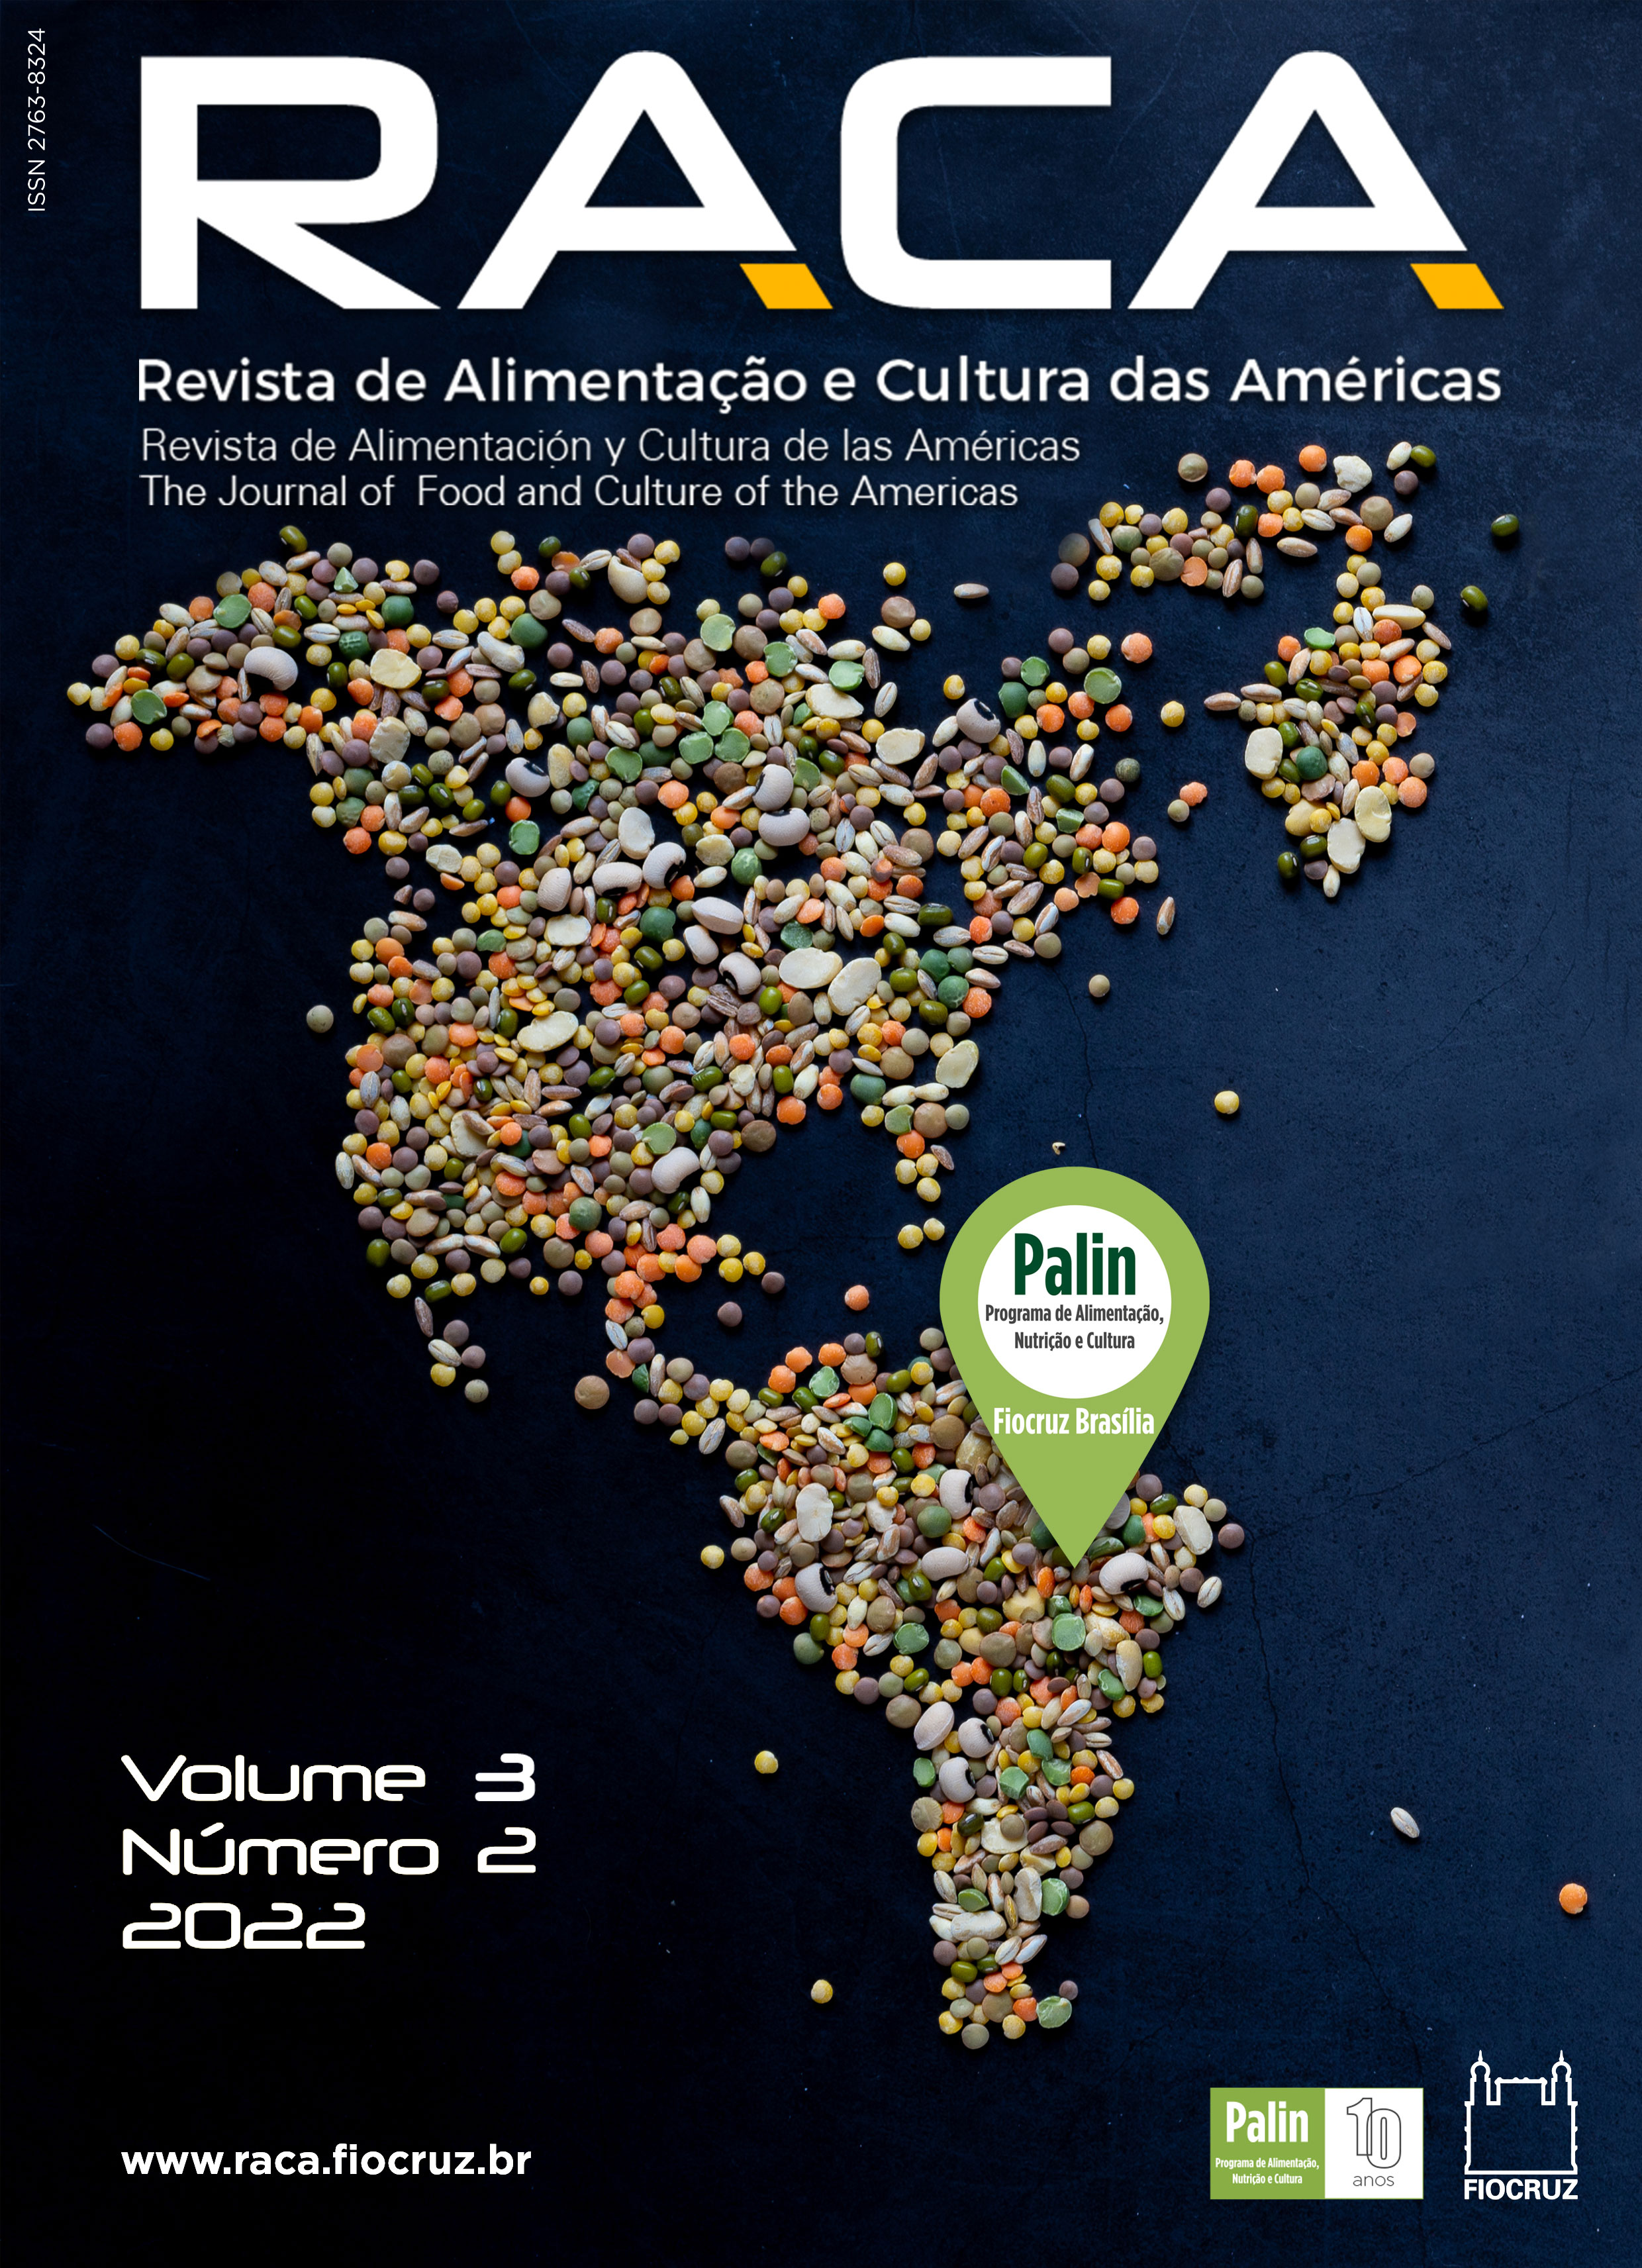 ISSN 2763-8324
RACA
Revista de Alimentação e Cultura das Américas
Revista de Alimentación y Cultura de las Américas
The Journal of Food and Culture of the Americas
Palin
Programa de Alimentação,
Nutrição e Cultura
Fiocruz Brasília
Volume 3
Número 2
2022
www.raca.fiocruz.br
Palin
Programa de Alimentação,
Nutrição e Cultura
10
anos
FIOCRUZ